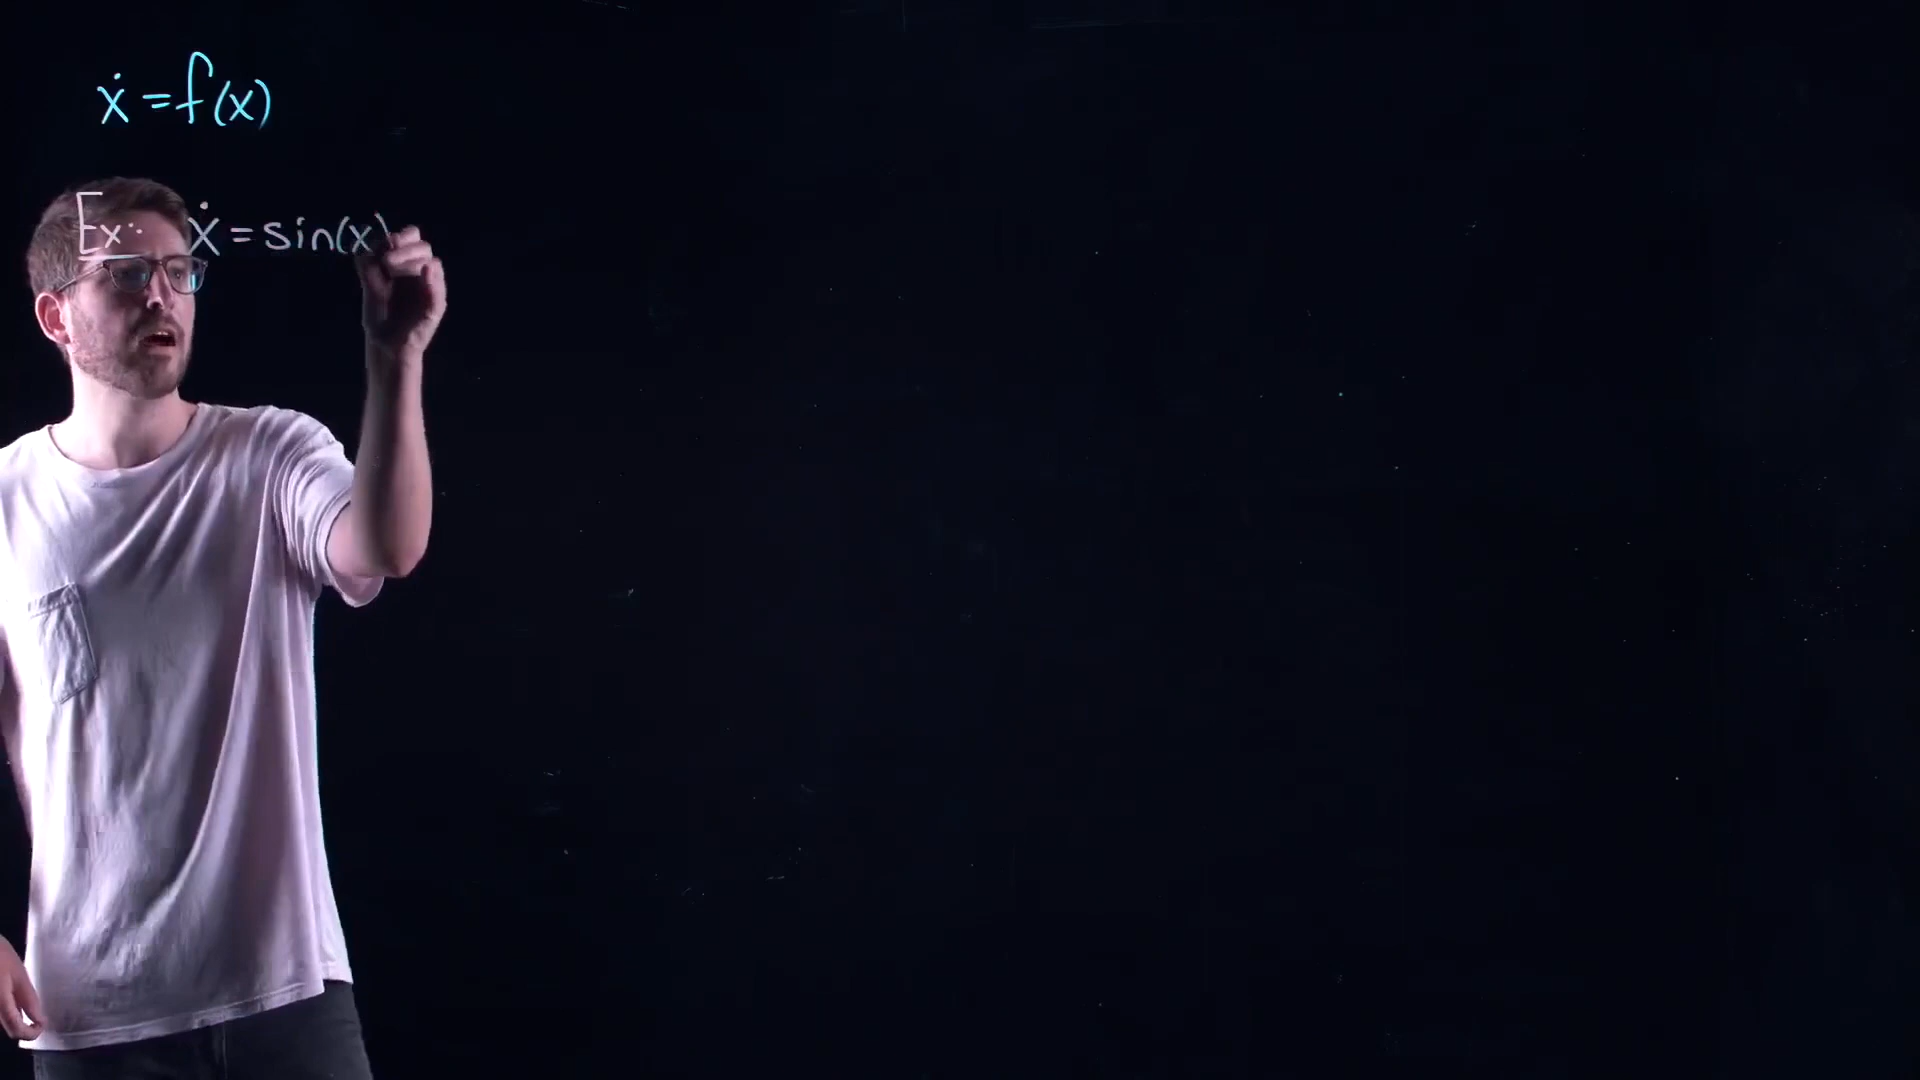 ẋ = f(x)
Ex: ẋ = sin(x)